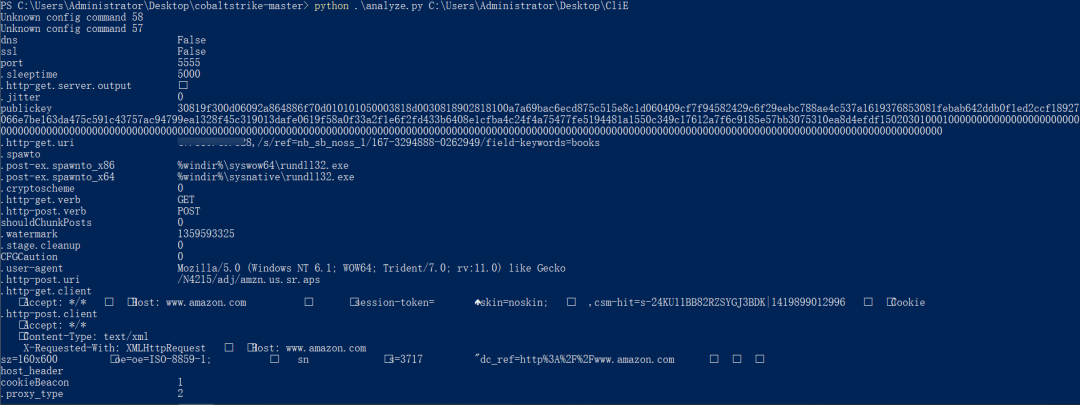 PS C:\Users\Administrator\Desktop\cobaltstrike-master> python .\analyze.py C:\Users\Administrator\Desktop\CliE
Unknown config command 58
Unknown config command 57
dns False
ssl False
port 5555
.sleeptime 5000
.http-get.server.output □
.jitter 0
publickey
.http-get.uri 28,/s/ref=nb_sb_noss_1/167-3294888-0262949/field-keywords=books
.spawto
.post-ex.spawnto_x86 %windir%\syswow64\rundll32.exe
.post-ex.spawnto_x64 %windir%\sysnative\rundll32.exe
.cryptoscheme 0
.http-get.verb GET
.http-post.verb POST
shouldChunkPosts 0
.watermark 1359593325
.stage.cleanup 0
CFGCaution 0
.user-agent Mozilla/5.0 (Windows NT 6.1; WOW64; Trident/7.0; rv:11.0) like Gecko
.http-post.uri /N4215/adj/amzn.us.sr.aps
.http-get.client
□Accept: */* □ □Host: www.amazon.com □ □session-token= ♠skin=noskin; □ ,csm-hit=s-24KU11BB82RZSYGJ3BDK|1419899012996 □ □Cookie
.http-post.client
□Accept: */*
□Content-Type: text/xml
X-Requested-With: XMLHttpRequest □ □Host: www.amazon.com
sz=160x600 □oe=oe=ISO-8859-1; □ sn □s=3717 "dc_ref=http%3A%2F%2Fwww.amazon.com □ □ □
host_header
cookieBeacon 1
.proxy_type 2